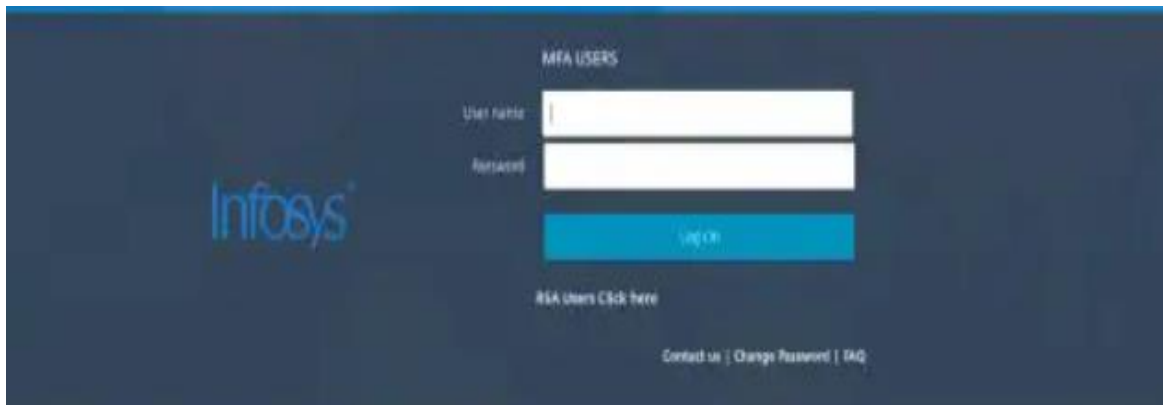 MFA USERS
User name
Password
Infosys
Log On
RSA Users Click here
Contact us | Change Password | FAQ